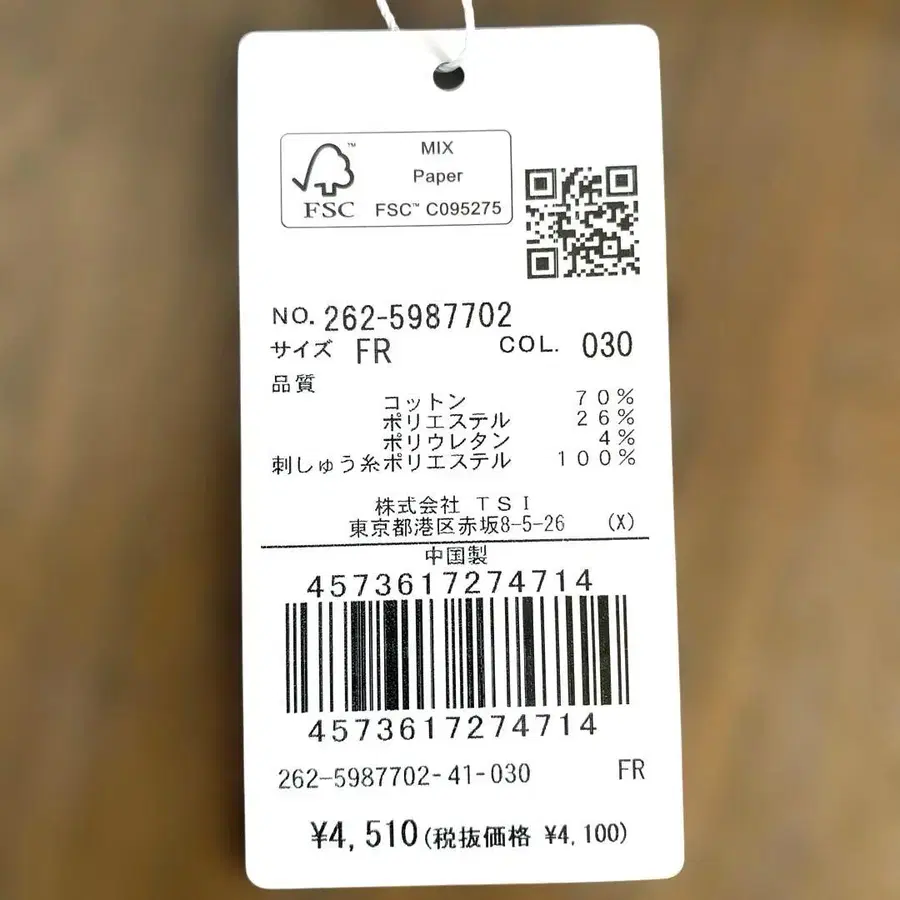 MIX
Paper
FSC™ FSC™ C095275
NO. 262-5987702
サイズ FR COL. 030
品質
コットン 70%
ポリエステル 26%
ポリウレタン 4%
刺しゅう糸ポリエステル 100%
株式会社 TSI
東京都港区赤坂8-5-26 (X)
中国製
4573617274714
4573617274714
262-5987702-41-030 FR
¥4,510(税抜価格 ¥4,100)